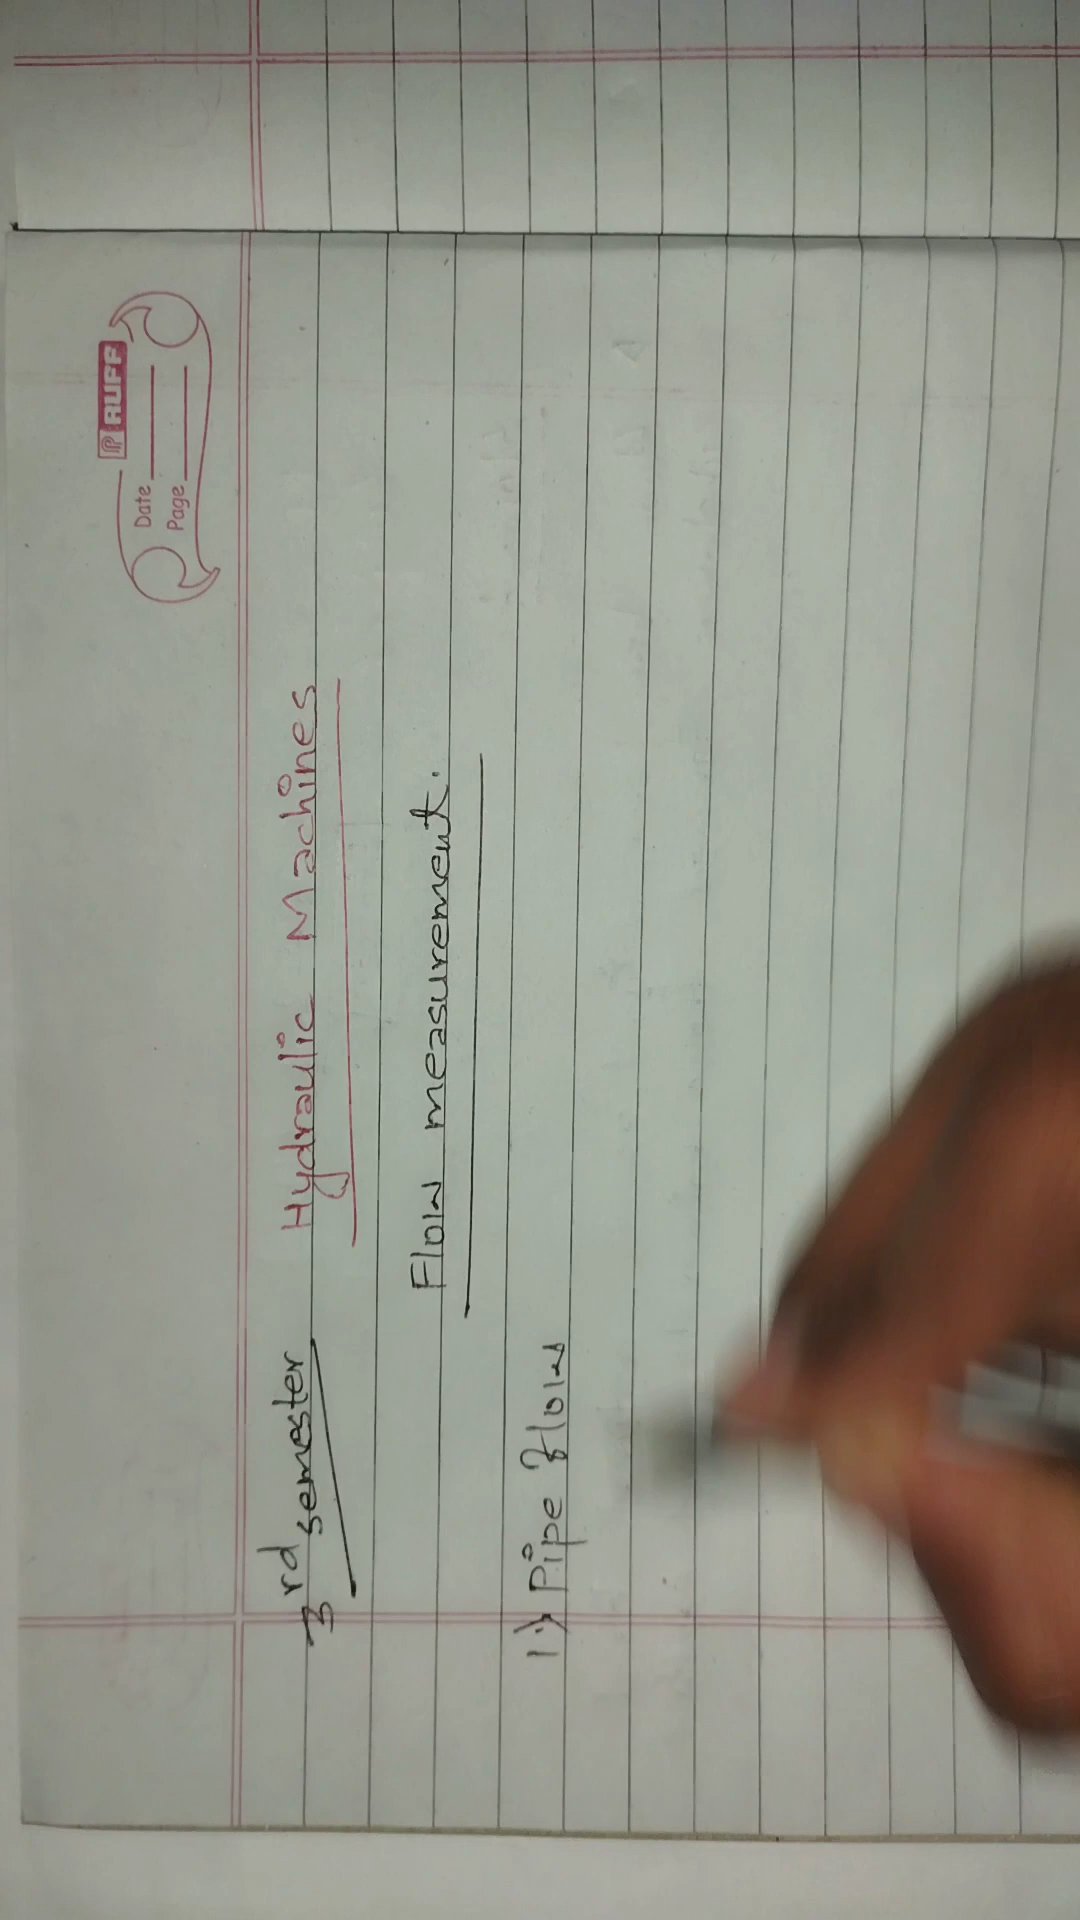 RUFF
Date
Page
3rd semester Hydraulic Machines
Flow measurement.
1) Pipe flow